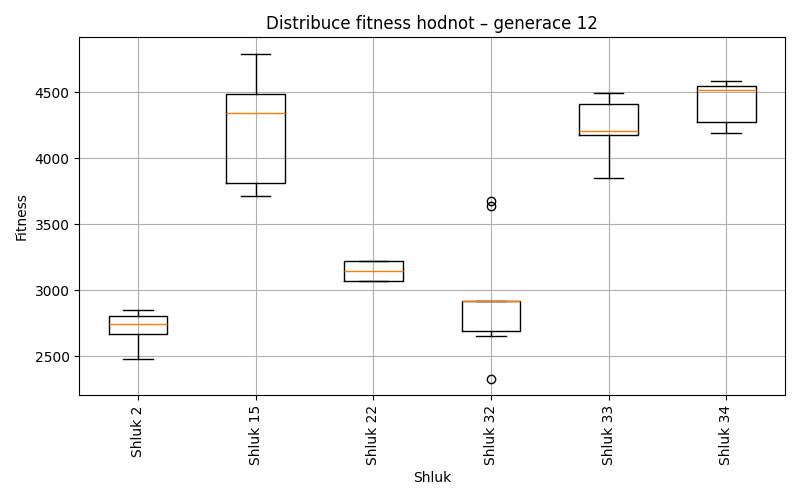 Distribuce fitness hodnot – generace 12
Fitness
4500
4000
3500
3000
2500
Shluk 2
Shluk 15
Shluk 22
Shluk 32
Shluk 33
Shluk 34
Shluk